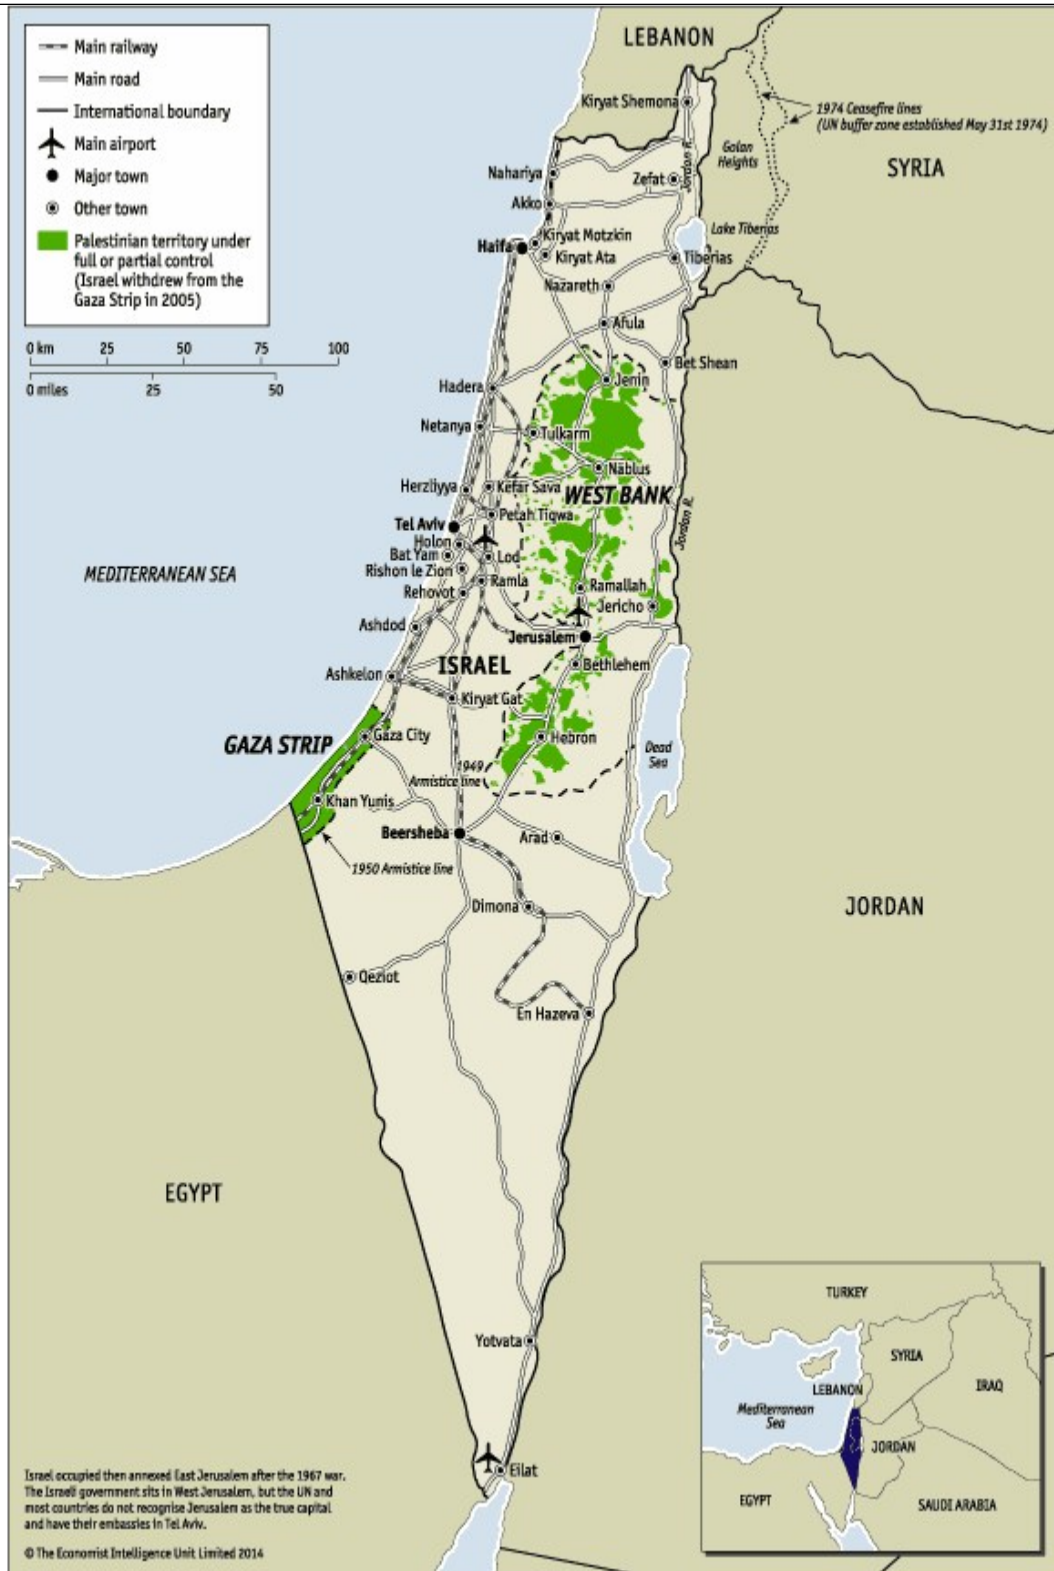 Main railway
Main road
International boundary
Main airport
Major town
Other town
Palestinian territory under
full or partial control
(Israel withdrew from the
Gaza Strip in 2005)
0 km 25 50 75 100
0 miles 25 50
LEBANON
Kiryat Shemona
1974 Ceasefire lines
(UN buffer zone established May 31st 1974)
Golan
Heights
SYRIA
Jordan R.
Nahariya
Zefat
Akko
Lake Tiberias
Kiryat Motzkin
Haifa
Kiryat Ata
Tiberias
Nazareth
Afula
Bet Shean
Jenin
Hadera
Netanya
Tulkarm
Nablus
Herzliyya
Kefar Sava
WEST BANK
Petah Tiqwa
Tel Aviv
Jordan R.
Holon
Bat Yam
Lod
Rishon le Zion
Ramla
Rehovot
Ramallah
Jericho
MEDITERRANEAN SEA
Ashdod
Jerusalem
ISRAEL
Bethlehem
Ashkelon
Kiryat Gat
GAZA STRIP
Gaza City
Hebron
Dead
Sea
1949
Armistice line
Khan Yunis
Beersheba
Arad
1950 Armistice line
Dimona
JORDAN
Qeziot
En Hazeva
EGYPT
Yotvata
Eilat
TURKEY
SYRIA
LEBANON
IRAQ
Mediterranean
Sea
JORDAN
EGYPT
SAUDI ARABIA
Israel occupied then annexed East Jerusalem after the 1967 war.
The Israeli government sits in West Jerusalem, but the UN and
most countries do not recognise Jerusalem as the true capital
and have their embassies in Tel Aviv.
© The Economist Intelligence Unit Limited 2014